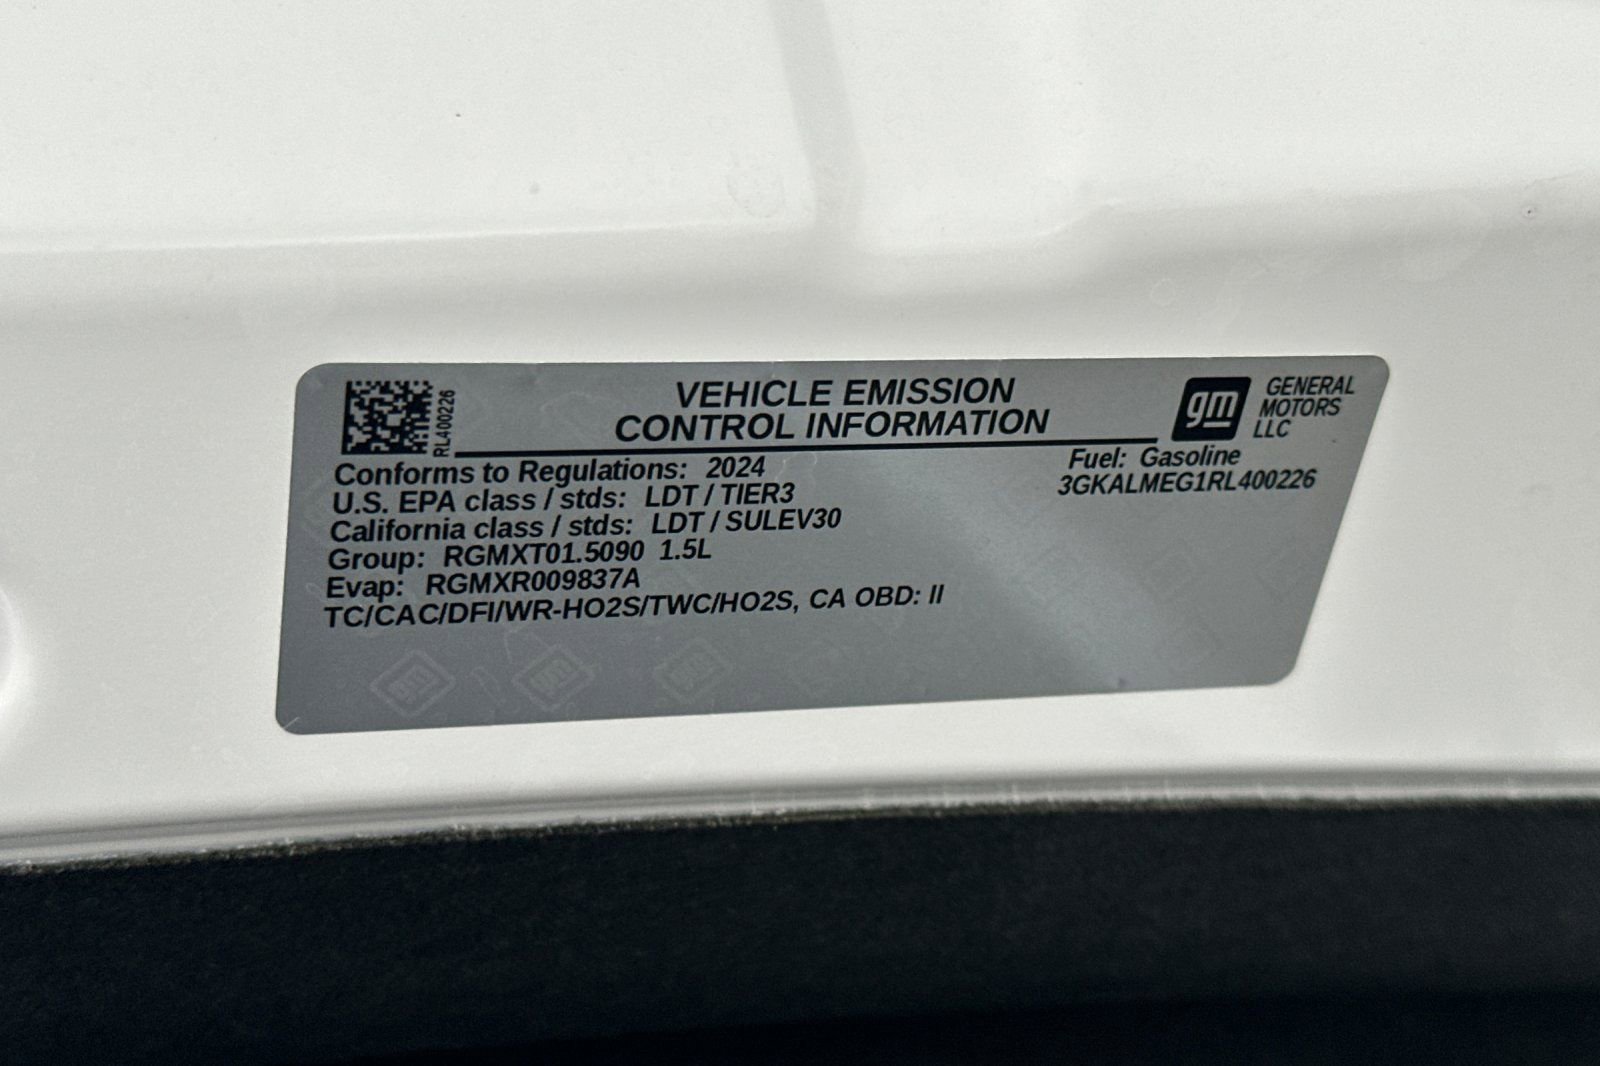 RL400226
VEHICLE EMISSION
CONTROL INFORMATION
gm
GENERAL
MOTORS
LLC
Conforms to Regulations: 2024
U.S. EPA class / stds: LDT / TIER3
California class / stds: LDT / SULEV30
Group: RGMXT01.5090 1.5L
Evap: RGMXR009837A
TC/CAC/DFI/WR-HO2S/TWC/HO2S, CA OBD: II
Fuel: Gasoline
3GKALMEG1RL400226